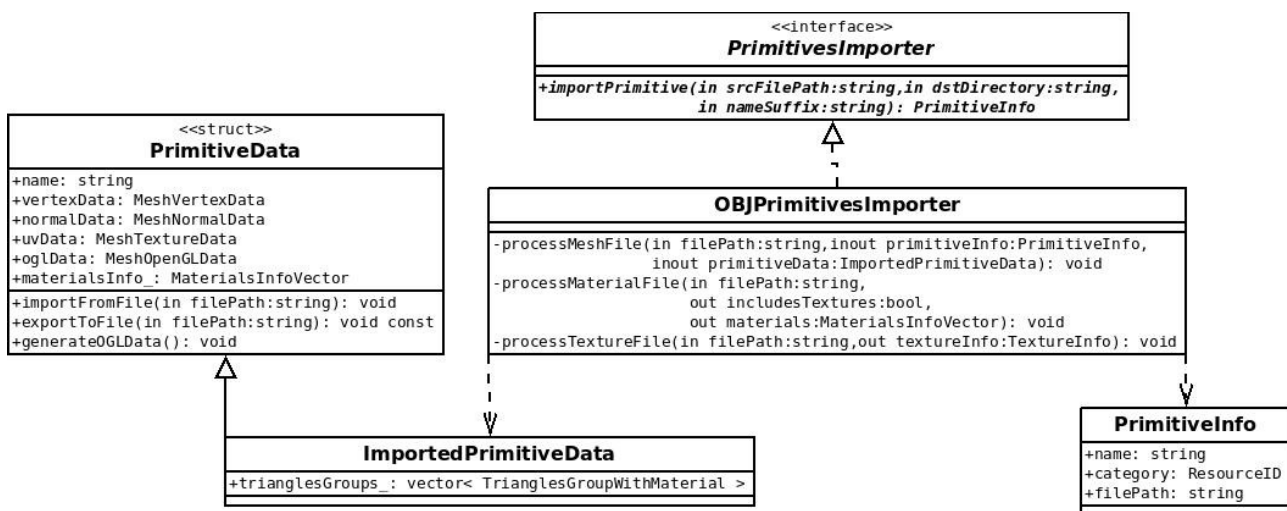 <<interface>>
PrimitivesImporter
+importPrimitive(in srcFilePath:string,in dstDirectory:string,
in nameSuffix:string): PrimitiveInfo
<<struct>>
PrimitiveData
+name: string
+vertexData: MeshVertexData
+normalData: MeshNormalData
+uvData: MeshTextureData
+oglData: MeshOpenGLData
+materialsInfo_: MaterialsInfoVector
+importFromFile(in filePath:string): void
+exportToFile(in filePath:string): void const
+generateOGLData(): void
OBJPrimitivesImporter
-processMeshFile(in filePath:string,inout primitiveInfo:PrimitiveInfo,
inout primitiveData:ImportedPrimitiveData): void
-processMaterialFile(in filePath:string,
out includesTextures:bool,
out materials:MaterialsInfoVector): void
-processTextureFile(in filePath:string,out textureInfo:TextureInfo): void
ImportedPrimitiveData
+trianglesGroups_: vector< TrianglesGroupWithMaterial >
PrimitiveInfo
+name: string
+category: ResourceID
+filePath: string